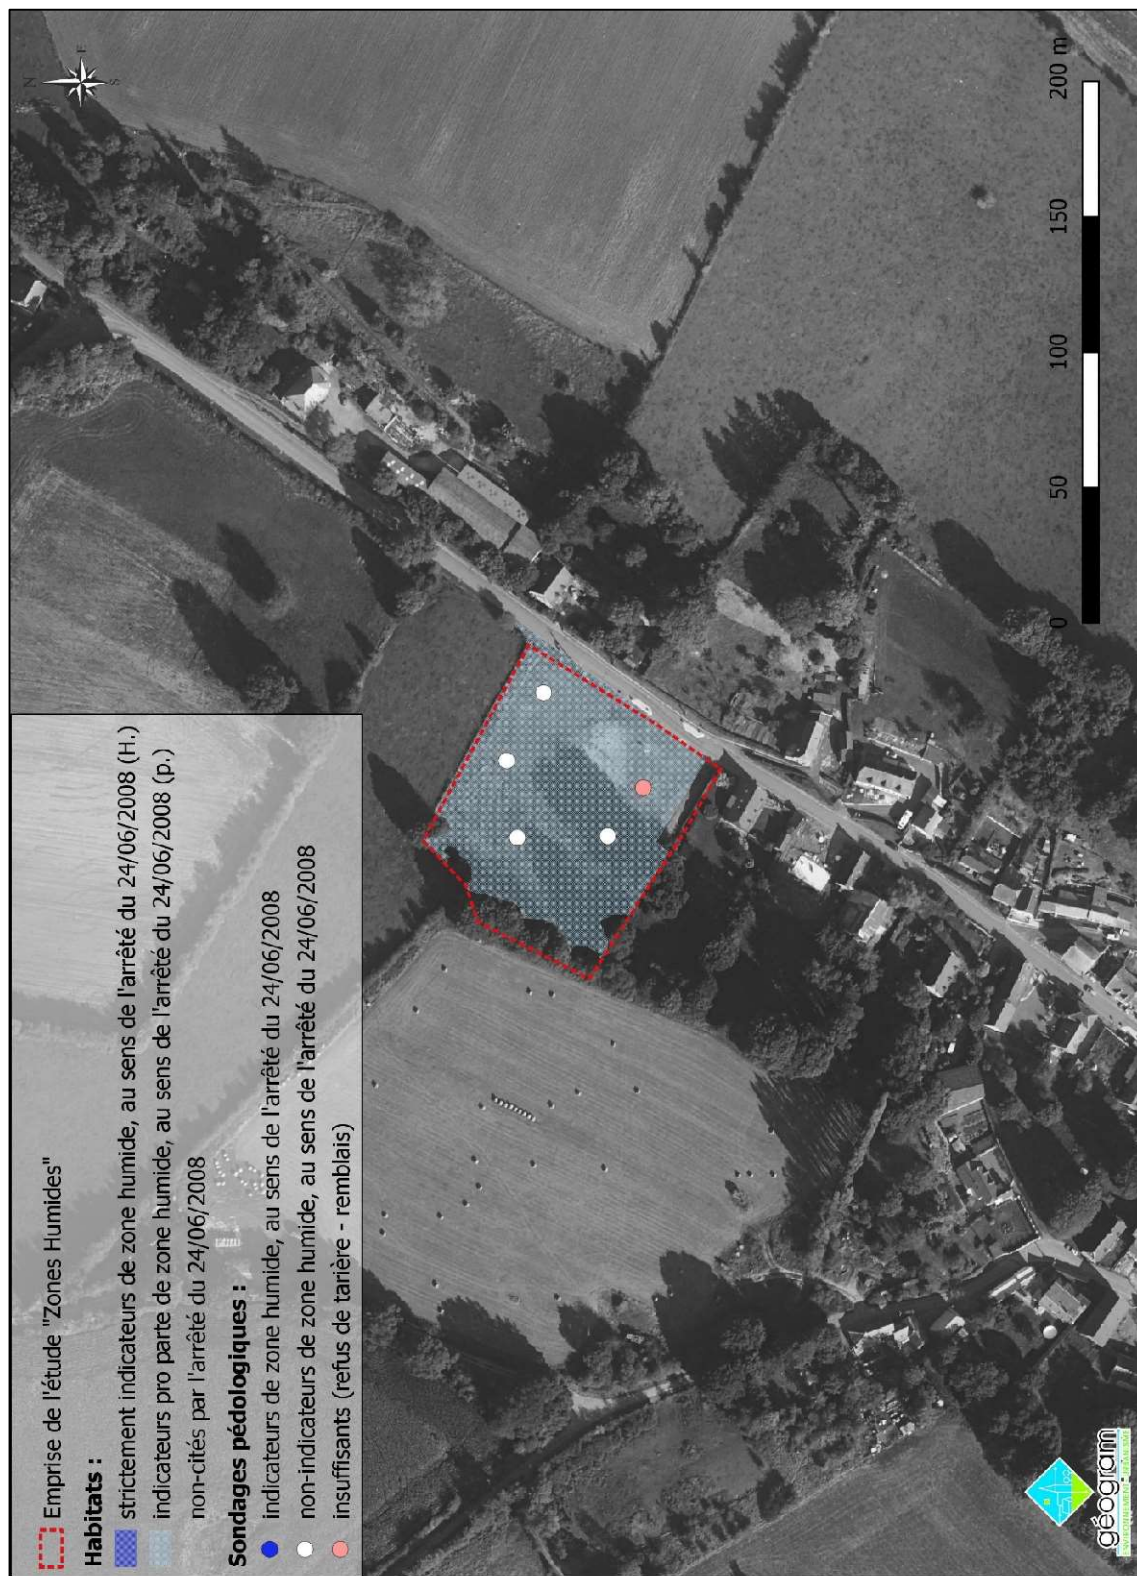 Emprise de l'étude "Zones Humides"
Habitats :
strictement indicateurs de zone humide, au sens de l'arrêté du 24/06/2008 (H.)
indicateurs pro parte de zone humide, au sens de l'arrêté du 24/06/2008 (p.)
non-cités par l'arrêté du 24/06/2008
Sondages pédologiques :
indicateurs de zone humide, au sens de l'arrêté du 24/06/2008
non-indicateurs de zone humide, au sens de l'arrêté du 24/06/2008
insuffisants (refus de tarière - remblais)
N
E
S
0 50 100 150 200 m
géogram
ENVIRONNEMENT - URBANISME